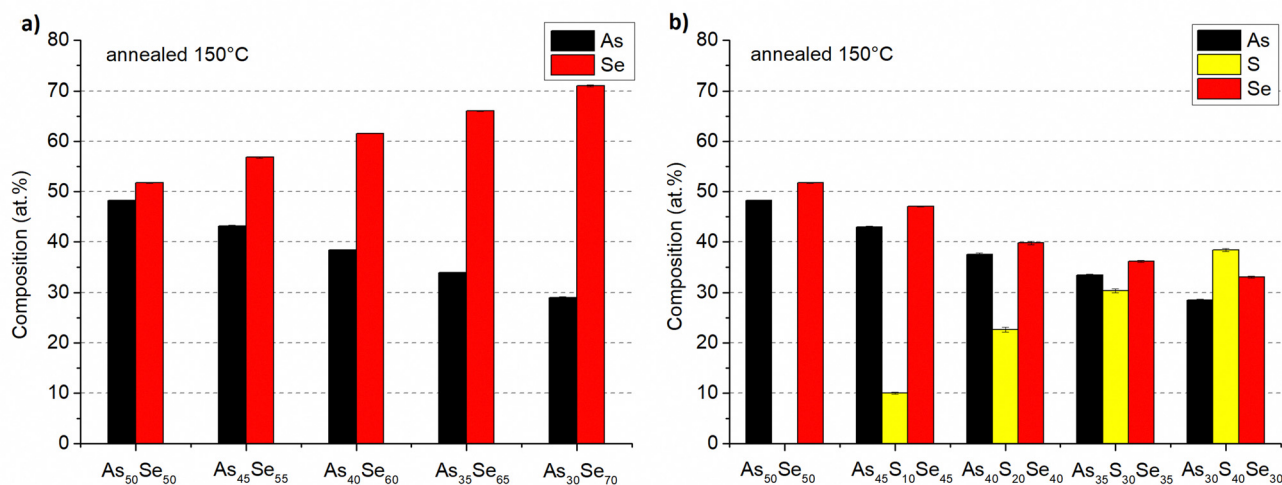 a)
annealed 150°C
As
Se
Composition (at.%)
80
70
60
50
40
30
20
10
0
As₅₀Se₅₀
As₄₅Se₅₅
As₄₀Se₆₀
As₃₅Se₆₅
As₃₀Se₇₀
b)
annealed 150°C
As
S
Se
Composition (at.%)
80
70
60
50
40
30
20
10
0
As₅₀Se₅₀
As₄₅S₁₀Se₄₅
As₄₀S₂₀Se₄₀
As₃₅S₃₀Se₃₅
As₃₀S₄₀Se₃₀